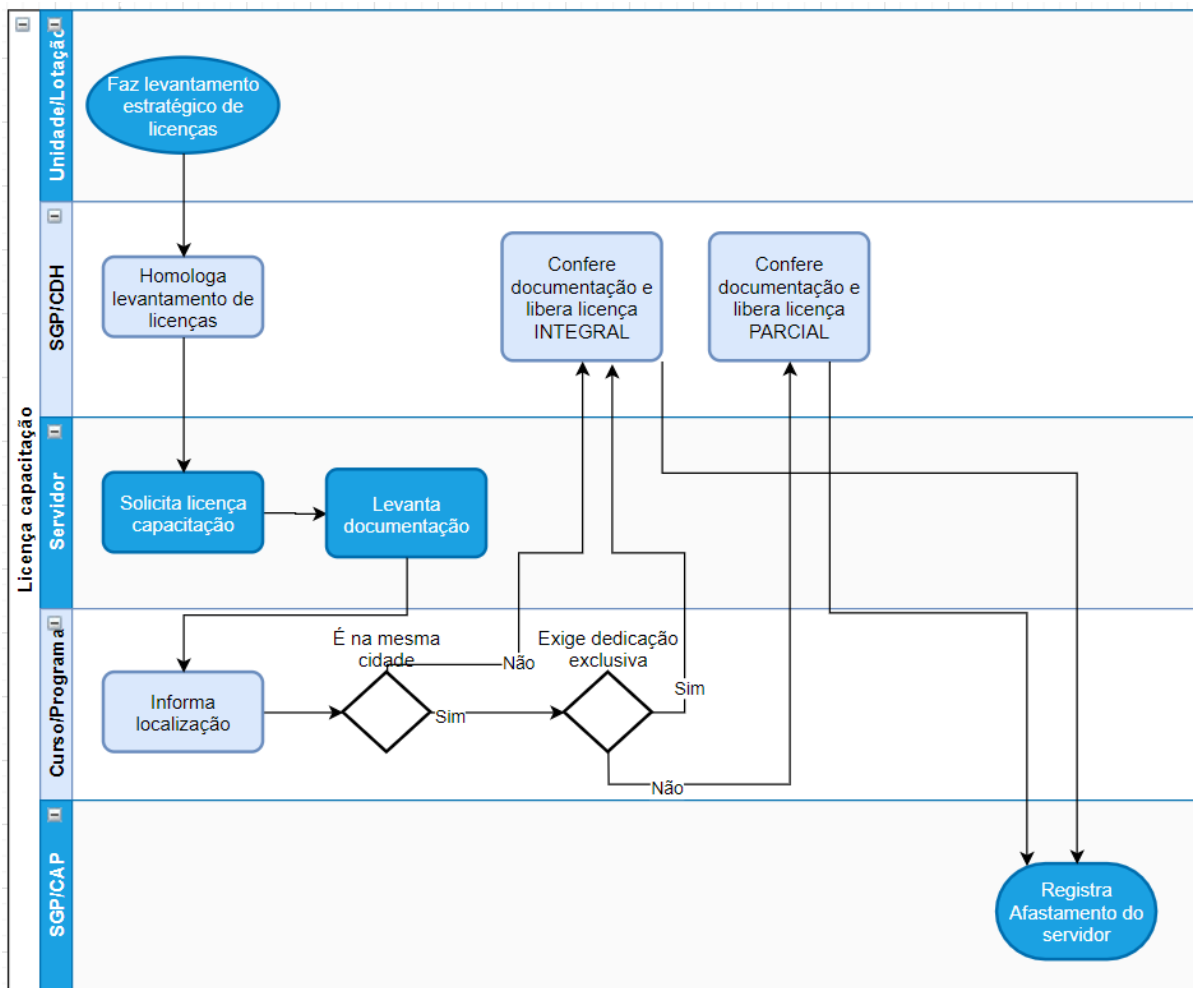 Licença capacitação
Unidade/Lotação
Faz levantamento
estratégico de
licenças
SGP/CDH
Homologa
levantamento de
licenças
Confere
documentação e
libera licença
INTEGRAL
Confere
documentação e
libera licença
PARCIAL
Servidor
Solicita licença
capacitação
Levanta
documentação
Curso/Programa
Informa
localização
É na mesma
cidade
Não
Sim
Exige dedicação
exclusiva
Sim
Não
SGP/CAP
Registra
Afastamento do
servidor